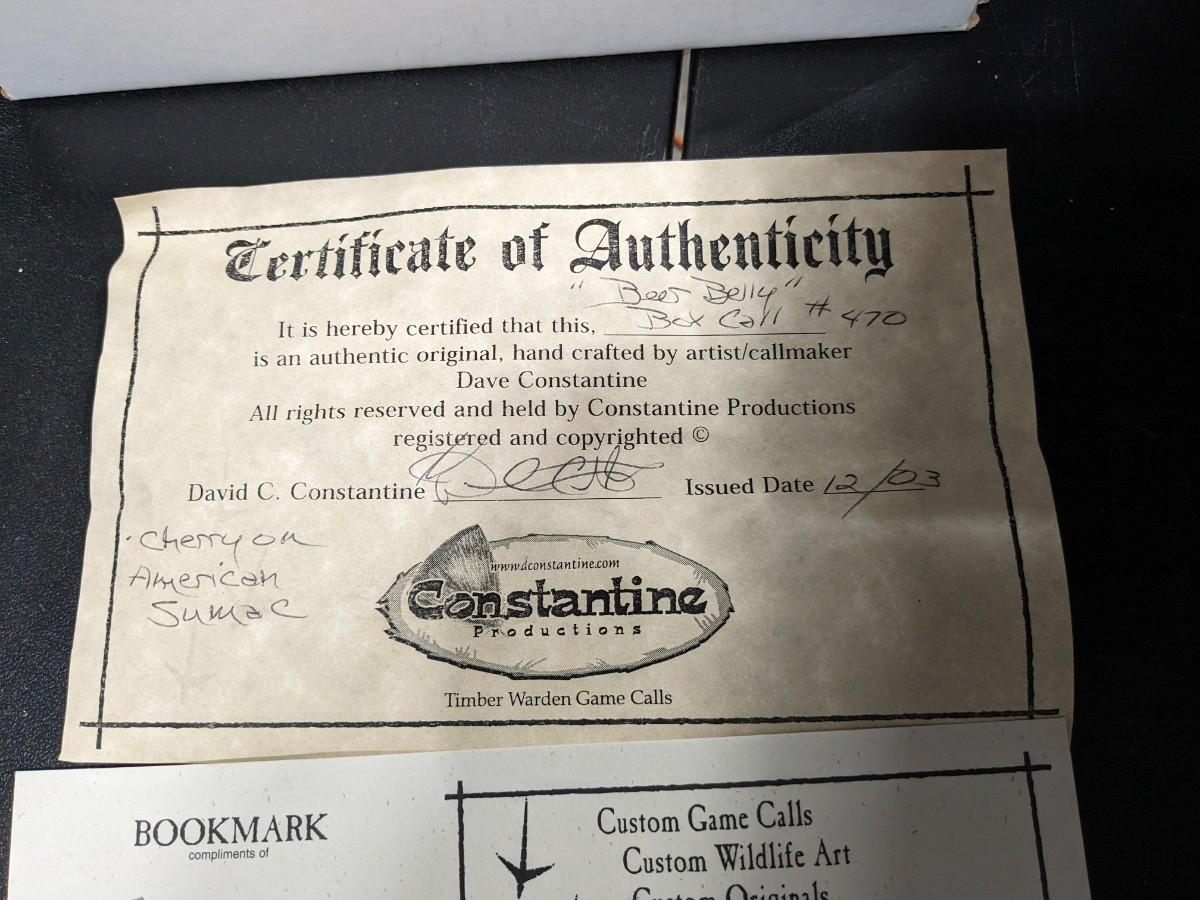 Certificate of Authenticity
"Beer Belly"
It is hereby certified that this, Box Call #470
is an authentic original, hand crafted by artist/callmaker
Dave Constantine
All rights reserved and held by Constantine Productions
registered and copyrighted ©
David C. Constantine Issued Date 12/03
· Cherry on
American
Sumac
www.dconstantine.com
Constantine
Productions
Timber Warden Game Calls
BOOKMARK
compliments of
Custom Game Calls
Custom Wildlife Art
Custom Originals